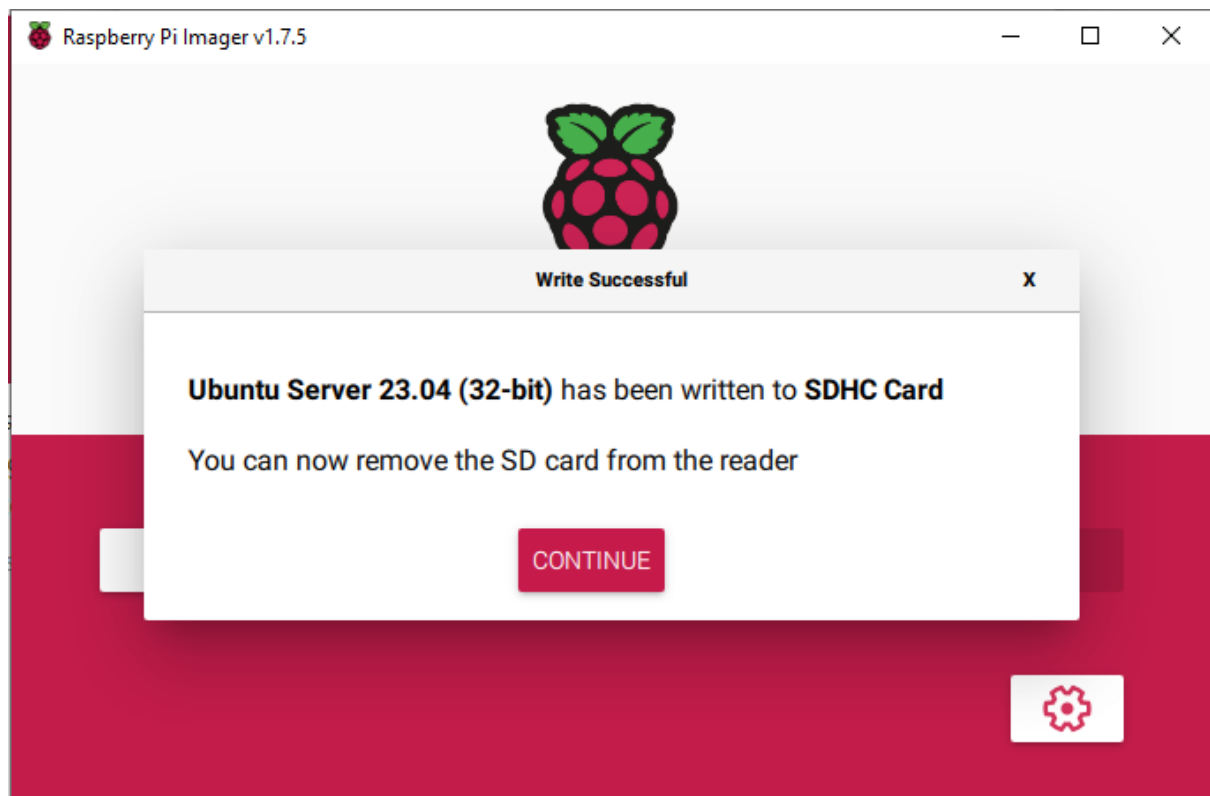 Raspberry Pi Imager v1.7.5
Write Successful
X
Ubuntu Server 23.04 (32-bit) has been written to SDHC Card
You can now remove the SD card from the reader
CONTINUE